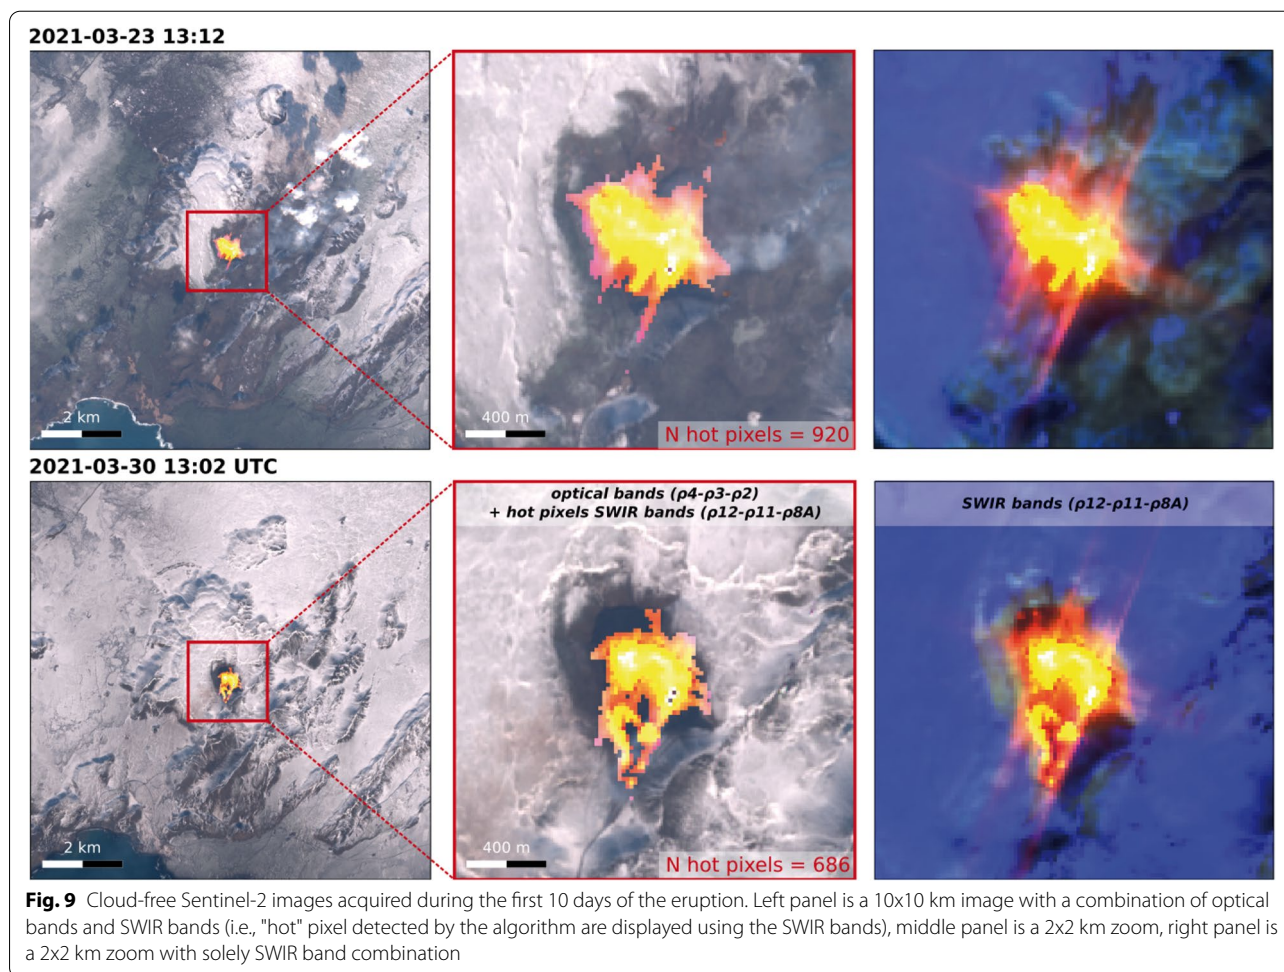 2021-03-23 13:12
2 km
400 m
N hot pixels = 920
2021-03-30 13:02 UTC
optical bands (ρ4-ρ3-ρ2)
+ hot pixels SWIR bands (ρ12-ρ11-ρ8A)
SWIR bands (ρ12-ρ11-ρ8A)
2 km
400 m
N hot pixels = 686
Fig. 9 Cloud-free Sentinel-2 images acquired during the first 10 days of the eruption. Left panel is a 10x10 km image with a combination of optical
bands and SWIR bands (i.e., "hot" pixel detected by the algorithm are displayed using the SWIR bands), middle panel is a 2x2 km zoom, right panel is
a 2x2 km zoom with solely SWIR band combination